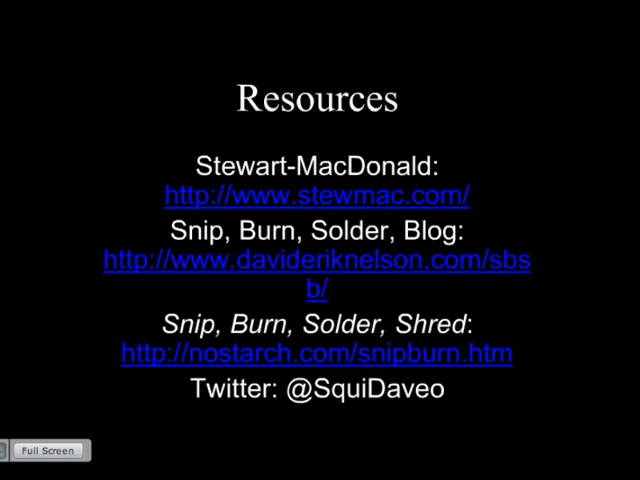 Resources
Stewart-MacDonald:
http://www.stewmac.com/
Snip, Burn, Solder, Blog:
http://www.davideriknelson.com/sbs
b/
Snip, Burn, Solder, Shred:
http://nostarch.com/snipburn.htm
Twitter: @SquiDaveo
Full Screen